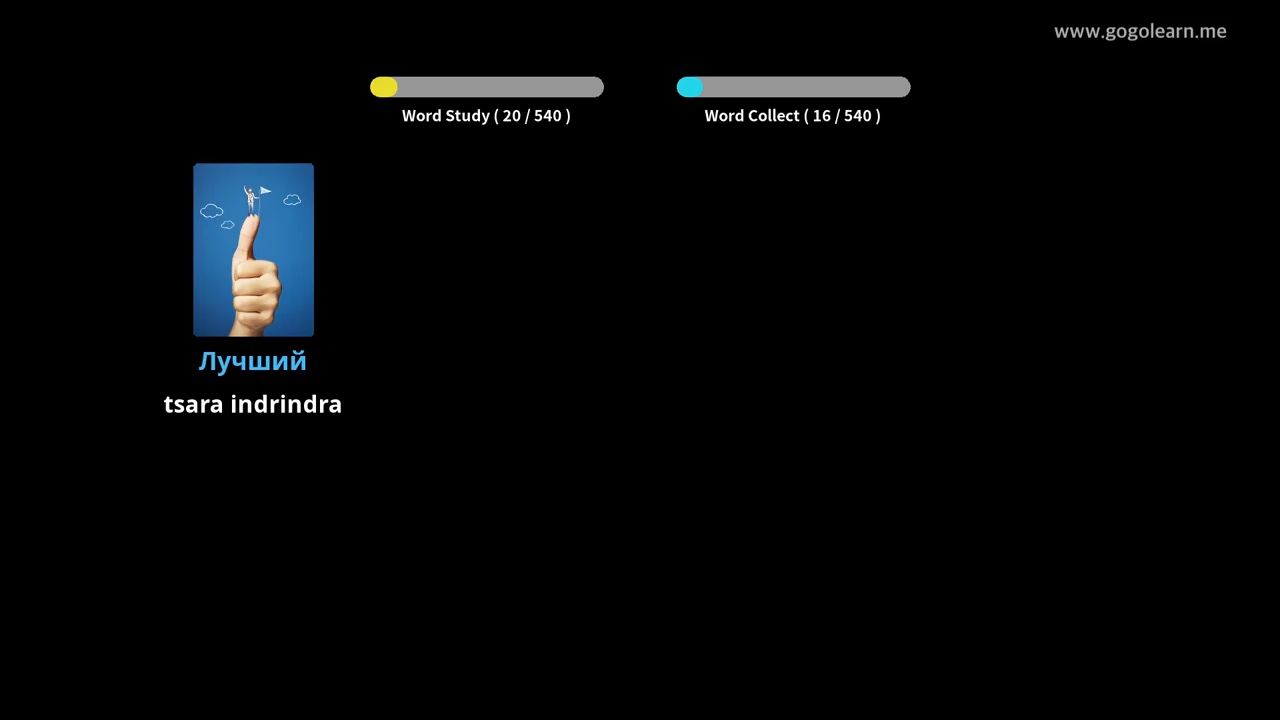 www.gogolearn.me
Word Study ( 20 / 540 )
Word Collect ( 16 / 540 )
Лучший
tsara indrindra